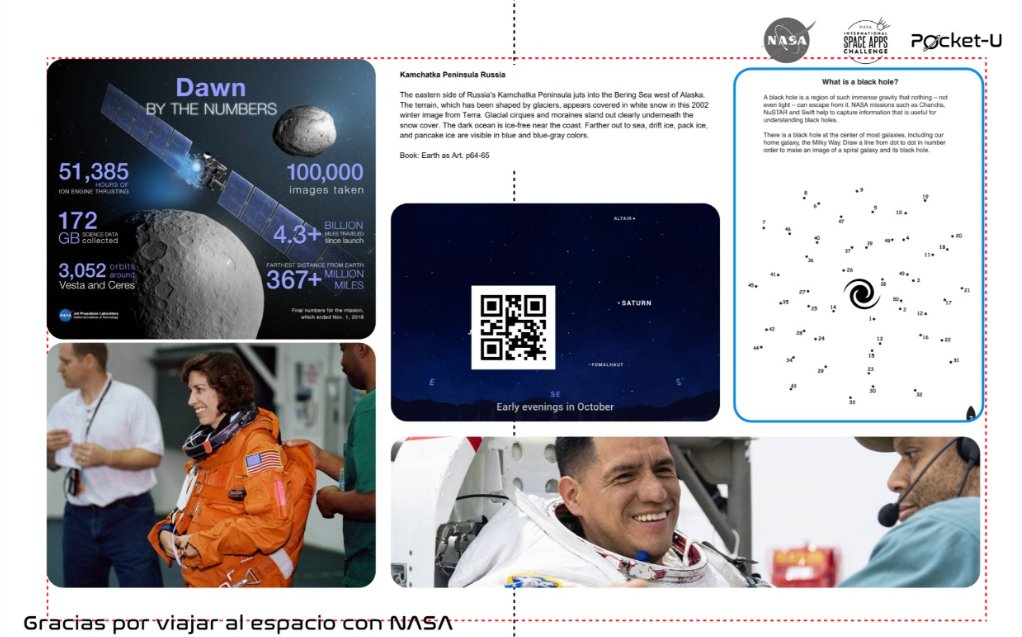 NASA
NASA
INTERNATIONAL
SPACE APPS
CHALLENGE
Pocket-U
Dawn
BY THE NUMBERS
51,385
HOURS OF
ION ENGINE THRUSTING
100,000
images taken
172
GB SCIENCE DATA
collected
4.3+ BILLION
MILES TRAVELED
since launch
3,052 orbits
around
Vesta and Ceres
FARTHEST DISTANCE FROM EARTH
367+ MILLION
MILES
NASA
Jet Propulsion Laboratory
California Institute of Technology
Final numbers for the mission,
which ended Nov. 1, 2018
Kamchatka Peninsula Russia
The eastern side of Russia's Kamchatka Peninsula juts into the Bering Sea west of Alaska.
The terrain, which has been shaped by glaciers, appears covered in white snow in this 2002
winter image from Terra. Glacial cirques and moraines stand out clearly underneath the
snow cover. The dark ocean is ice-free near the coast. Farther out to sea, drift ice, pack ice,
and pancake ice are visible in blue and blue-gray colors.
Book: Earth as Art. p64-65
ALTAIR
SATURN
FOMALHAUT
E
SE
S
Early evenings in October
What is a black hole?
A black hole is a region of such immense gravity that nothing – not
even light – can escape from it. NASA missions such as Chandra,
NuSTAR and Swift help to capture information that is useful for
understanding black holes.
There is a black hole at the center of most galaxies, including our
home galaxy, the Milky Way. Draw a line from dot to dot in number
order to make an image of a spiral galaxy and its black hole.
8 9 19
6 5 10
7 47
46 40 37 39 48 4 20
18
36 11
41 26 49
45 38 3 21
27
35 25 14 50 2 17
12
1
42 28 24 13 16 22
44 15
34 31
29 23
43 30 32
33
Gracias por viajar al espacio con NASA